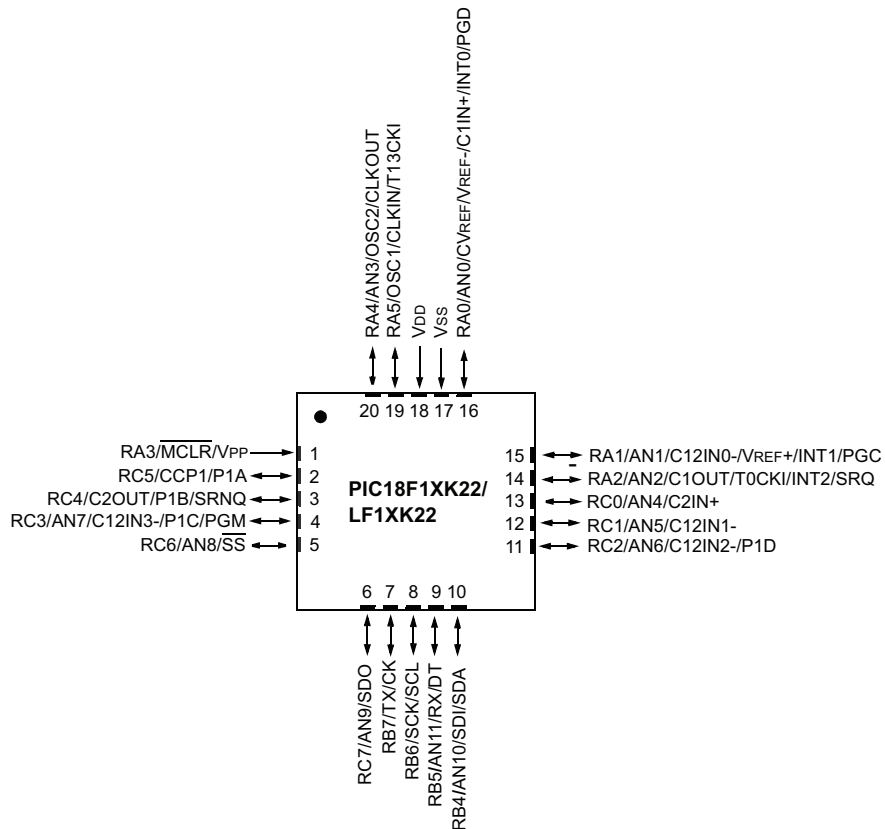 RA4/AN3/OSC2/CLKOUT
RA5/OSC1/CLKIN/T13CKI
VDD
VSS
RA0/AN0/CVREF/VREF-/C1IN+/INT0/PGD
20 19 18 17 16
RA3/MCLR/VPP 1
RC5/CCP1/P1A 2
RC4/C2OUT/P1B/SRNQ 3
RC3/AN7/C12IN3-/P1C/PGM 4
RC6/AN8/SS 5
PIC18F1XK22/
LF1XK22
15 RA1/AN1/C12IN0-/VREF+/INT1/PGC
14 RA2/AN2/C1OUT/T0CKI/INT2/SRQ
13 RC0/AN4/C2IN+
12 RC1/AN5/C12IN1-
11 RC2/AN6/C12IN2-/P1D
6 7 8 9 10
RC7/AN9/SDO
RB7/TX/CK
RB6/SCK/SCL
RB5/AN11/RX/DT
RB4/AN10/SDI/SDA